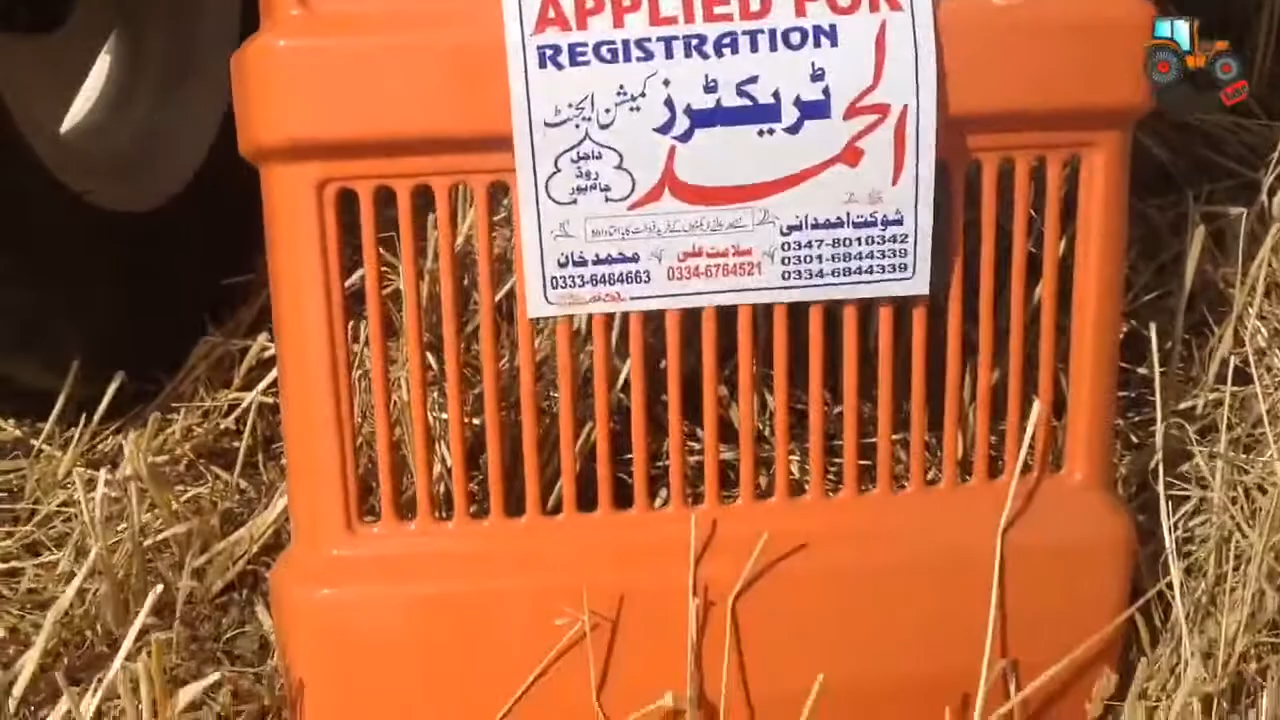 APPLIED FOR
REGISTRATION
الحمد ٹریکٹرز
کمیشن ایجنٹ
داجل
روڈ
جام پور
شوکت احمدانی
0347-8010342
0301-6844339
0334-6844339
سلامت علی
0334-6764521
محمد خان
0333-6484663